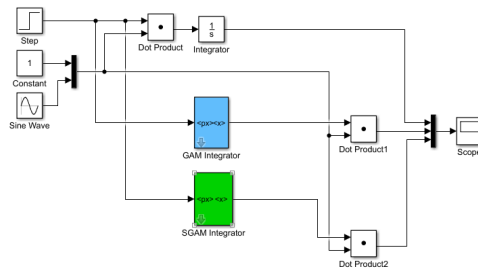 Step
Dot Product
1
s
Integrator
1
Constant
Sine Wave
<px><x>
GAM Integrator
Dot Product1
Scope
<px> <x>
SGAM Integrator
Dot Product2